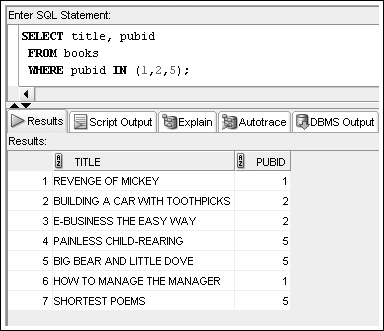 Enter SQL Statement:
SELECT title, pubid
FROM books
WHERE pubid IN (1,2,5);
Results Script Output Explain Autotrace DBMS Output
Results:
TITLE PUBID
1 REVENGE OF MICKEY 1
2 BUILDING A CAR WITH TOOTHPICKS 2
3 E-BUSINESS THE EASY WAY 2
4 PAINLESS CHILD-REARING 5
5 BIG BEAR AND LITTLE DOVE 5
6 HOW TO MANAGE THE MANAGER 1
7 SHORTEST POEMS 5